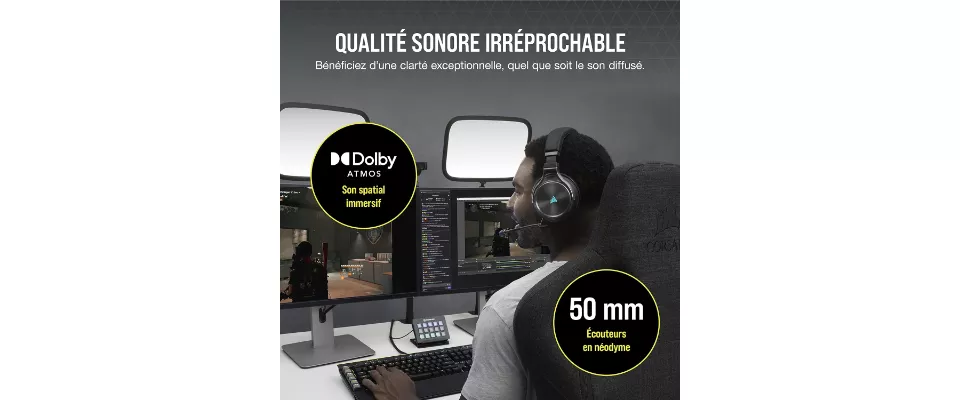 QUALITÉ SONORE IRRÉPROCHABLE
Bénéficiez d'une clarté exceptionnelle, quel que soit le son diffusé.
Dolby
ATMOS
Son spatial
immersif
50 mm
Écouteurs
en néodyme